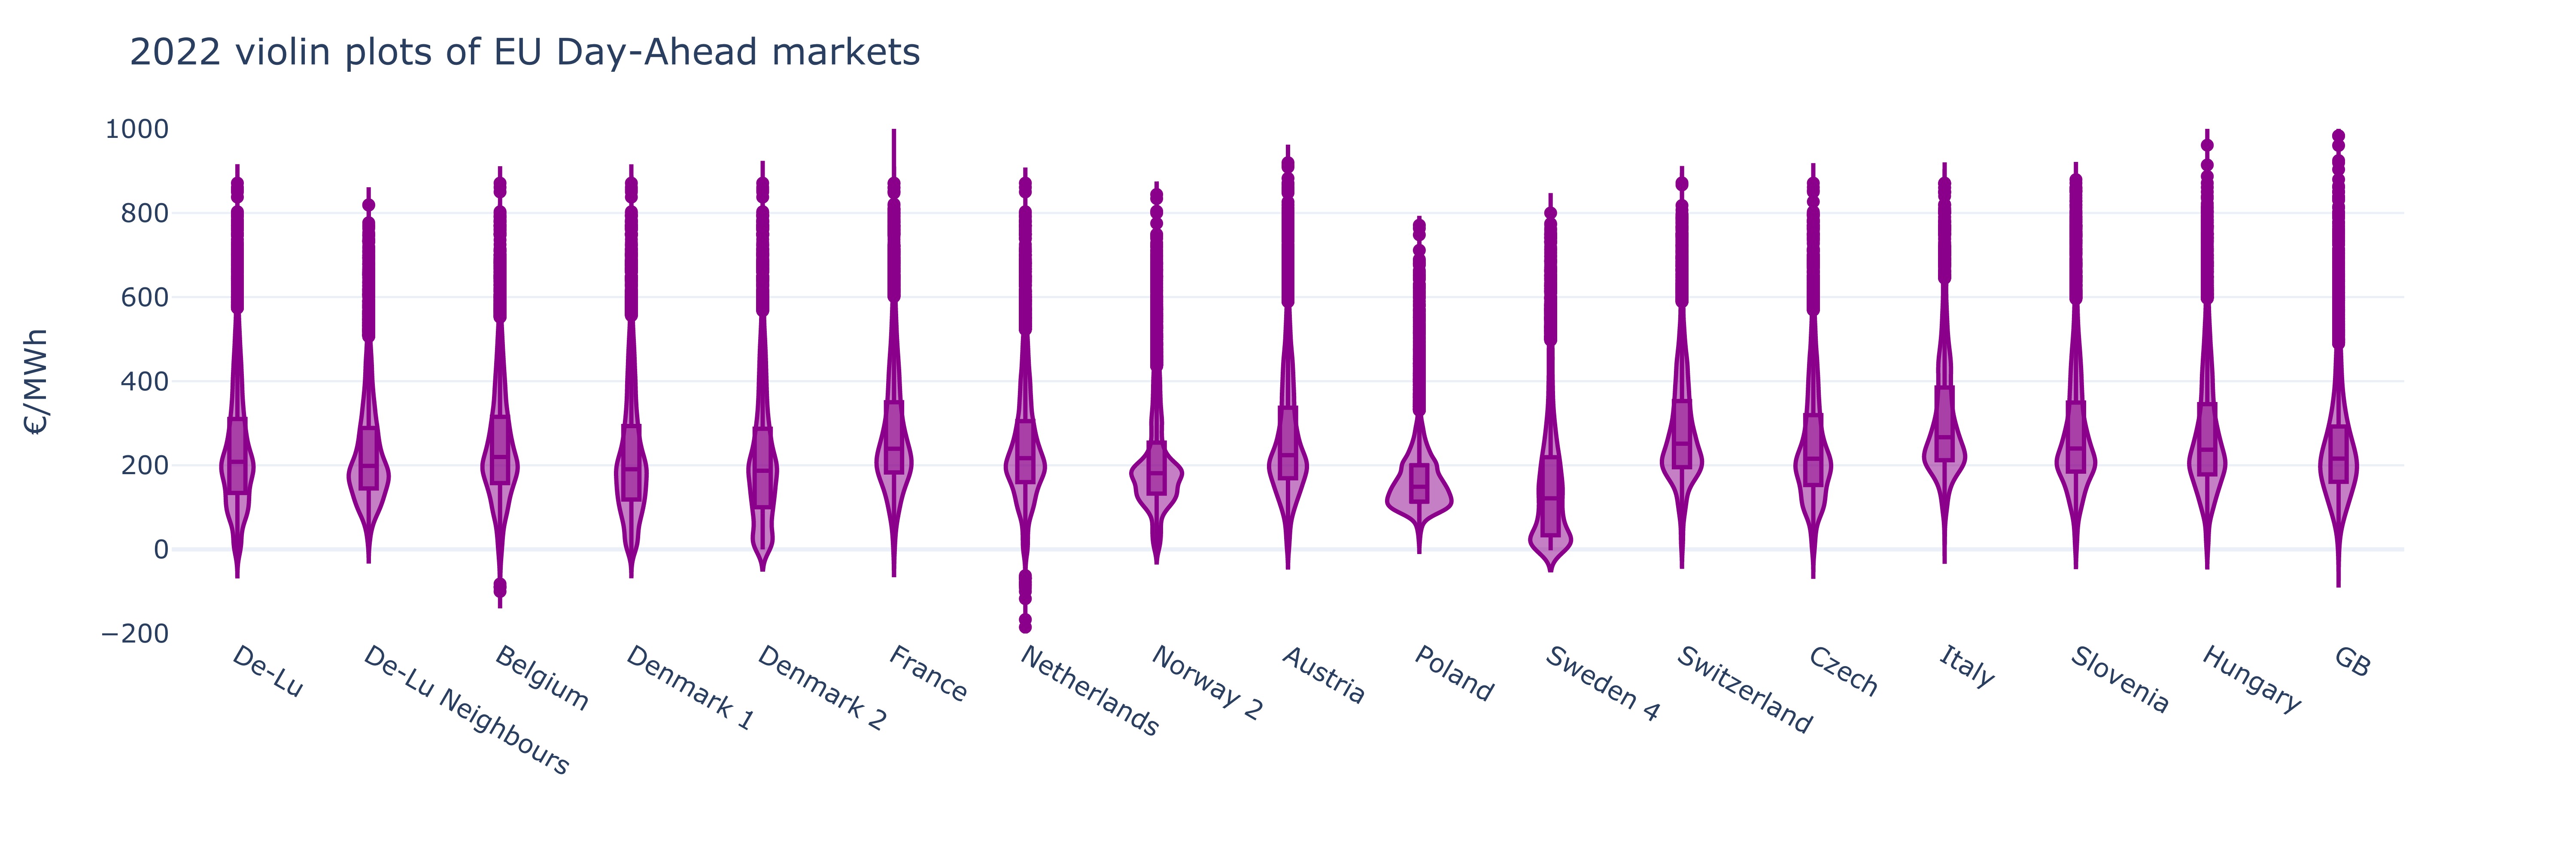 2022 violin plots of EU Day-Ahead markets
€/MWh
1000
800
600
400
200
0
−200
De-Lu
De-Lu Neighbours
Belgium
Denmark 1
Denmark 2
France
Netherlands
Norway 2
Austria
Poland
Sweden 4
Switzerland
Czech
Italy
Slovenia
Hungary
GB